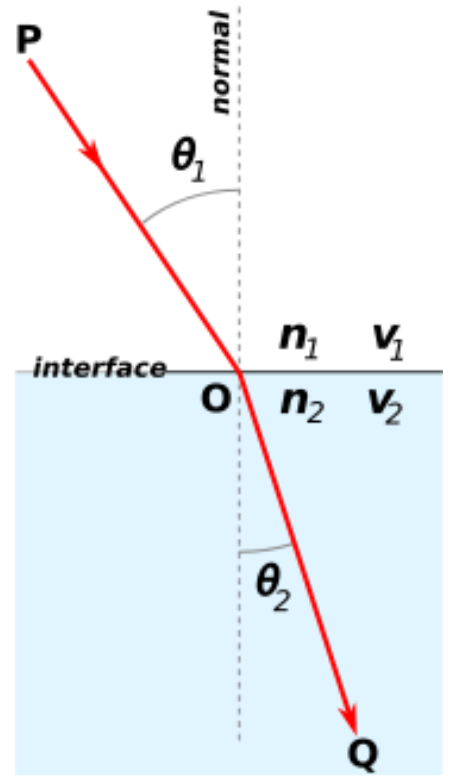 P
normal
θ₁
n₁ v₁
interface
O n₂ v₂
θ₂
Q